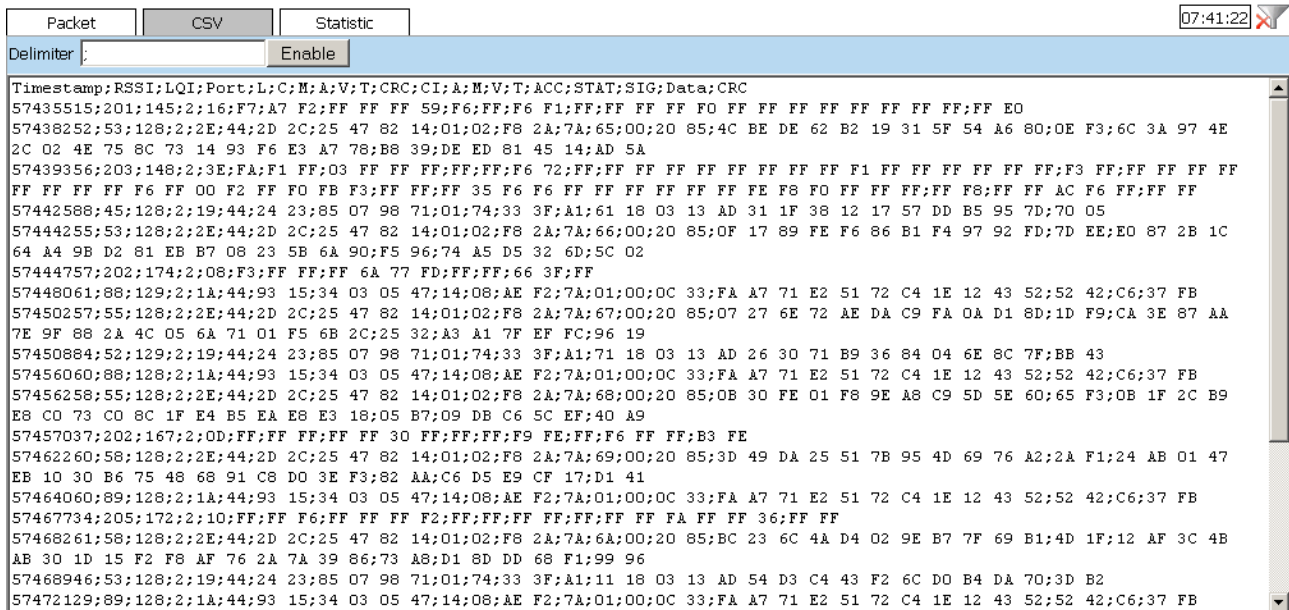 Packet CSV Statistic 07:41:22
Delimiter ; Enable
Timestamp;RSSI;LQI;Port;L;C;M;A;V;T;CRC;CI;A;M;V;T;ACC;STAT;SIG;Data;CRC
57435515;201;145;2;16;F7;A7 F2;FF FF FF 59;F6;FF;F6 F1;FF;FF FF FF F0 FF FF FF FF FF FF FF FF;FF E0
57438252;53;128;2;2E;44;2D 2C;25 47 82 14;01;02;F8 2A;7A;65;00;20 85;4C BE DE 62 B2 19 31 5F 54 A6 80;0E F3;6C 3A 97 4E
2C 02 4E 75 8C 73 14 93 F6 E3 A7 78;B8 39;DE ED 81 45 14;AD 5A
57439356;203;148;2;3E;FA;F1 FF;03 FF FF FF;FF;F6 72;FF;FF FF FF FF FF FF FF FF F1 FF FF FF FF FF FF;F3 FF;FF FF FF FF
FF FF FF FF F6 FF 00 F2 FF F0 FB F3;FF FF;FF 35 F6 F6 FF FF FF FF FF FF FF FE F8 F0 FF FF FF;FF F8;FF FF AC F6 FF;FF FF
57442588;45;128;2;19;44;24 23;85 07 98 71;01;74;33 3F;A1;61 18 03 13 AD 31 1F 38 12 17 57 DD B5 95 7D;70 05
57444255;53;128;2;2E;44;2D 2C;25 47 82 14;01;02;F8 2A;7A;66;00;20 85;0F 17 89 FE F6 86 B1 F4 97 92 FD;7D EE;E0 87 2B 1C
64 A4 9B D2 81 EB B7 08 23 5B 6A 90;F5 96;74 A5 D5 32 6D;5C 02
57444757;202;174;2;08;F3;FF FF;FF 6A 77 FD;FF;FF;66 3F;FF
57448061;88;129;2;1A;44;93 15;34 03 05 47;14;08;AE F2;7A;01;00;0C 33;FA A7 71 E2 51 72 C4 1E 12 43 52;52 42;C6;37 FB
57450257;55;128;2;2E;44;2D 2C;25 47 82 14;01;02;F8 2A;7A;67;00;20 85;07 27 6E 72 AE DA C9 FA 0A D1 8D;1D F9;CA 3E 87 AA
7E 9F 88 2A 4C 05 6A 71 01 F5 6B 2C;25 32;A3 A1 7F EF FC;96 19
57450884;52;129;2;19;44;24 23;85 07 98 71;01;74;33 3F;A1;71 18 03 13 AD 26 30 71 B9 36 84 04 6E 8C 7F;BB 43
57456060;88;128;2;1A;44;93 15;34 03 05 47;14;08;AE F2;7A;01;00;0C 33;FA A7 71 E2 51 72 C4 1E 12 43 52;52 42;C6;37 FB
57456258;55;128;2;2E;44;2D 2C;25 47 82 14;01;02;F8 2A;7A;68;00;20 85;0B 30 FE 01 F8 9E A8 C9 5D 5E 60;65 F3;0B 1F 2C B9
E8 C0 73 C0 8C 1F E4 B5 EA E8 E3 18;05 B7;09 DB C6 5C EF;40 A9
57457037;202;167;2;0D;FF;FF FF;FF FF 30 FF;FF;FF;F9 FE;FF;F6 FF FF;B3 FE
57462260;58;128;2;2E;44;2D 2C;25 47 82 14;01;02;F8 2A;7A;69;00;20 85;3D 49 DA 25 51 7B 95 4D 69 76 A2;2A F1;24 AB 01 47
EB 10 30 B6 75 48 68 91 C8 D0 3E F3;82 AA;C6 D5 E9 CF 17;D1 41
57464060;89;128;2;1A;44;93 15;34 03 05 47;14;08;AE F2;7A;01;00;0C 33;FA A7 71 E2 51 72 C4 1E 12 43 52;52 42;C6;37 FB
57467734;205;172;2;10;FF;FF F6;FF FF FF F2;FF;FF;FF FF;FF;FF;FF FF FA FF FF 36;FF FF
57468261;58;128;2;2E;44;2D 2C;25 47 82 14;01;02;F8 2A;7A;6A;00;20 85;BC 23 6C 4A D4 02 9E B7 7F 69 B1;4D 1F;12 AF 3C 4B
AB 30 1D 15 F2 F8 AF 76 2A 7A 39 86;73 A8;D1 8D DD 68 F1;99 96
57468946;53;128;2;19;44;24 23;85 07 98 71;01;74;33 3F;A1;11 18 03 13 AD 54 D3 C4 43 F2 6C D0 B4 DA 70;3D B2
57472129;89;128;2;1A;44;93 15;34 03 05 47;14;08;AE F2;7A;01;00;0C 33;FA A7 71 E2 51 72 C4 1E 12 43 52;52 42;C6;37 FB